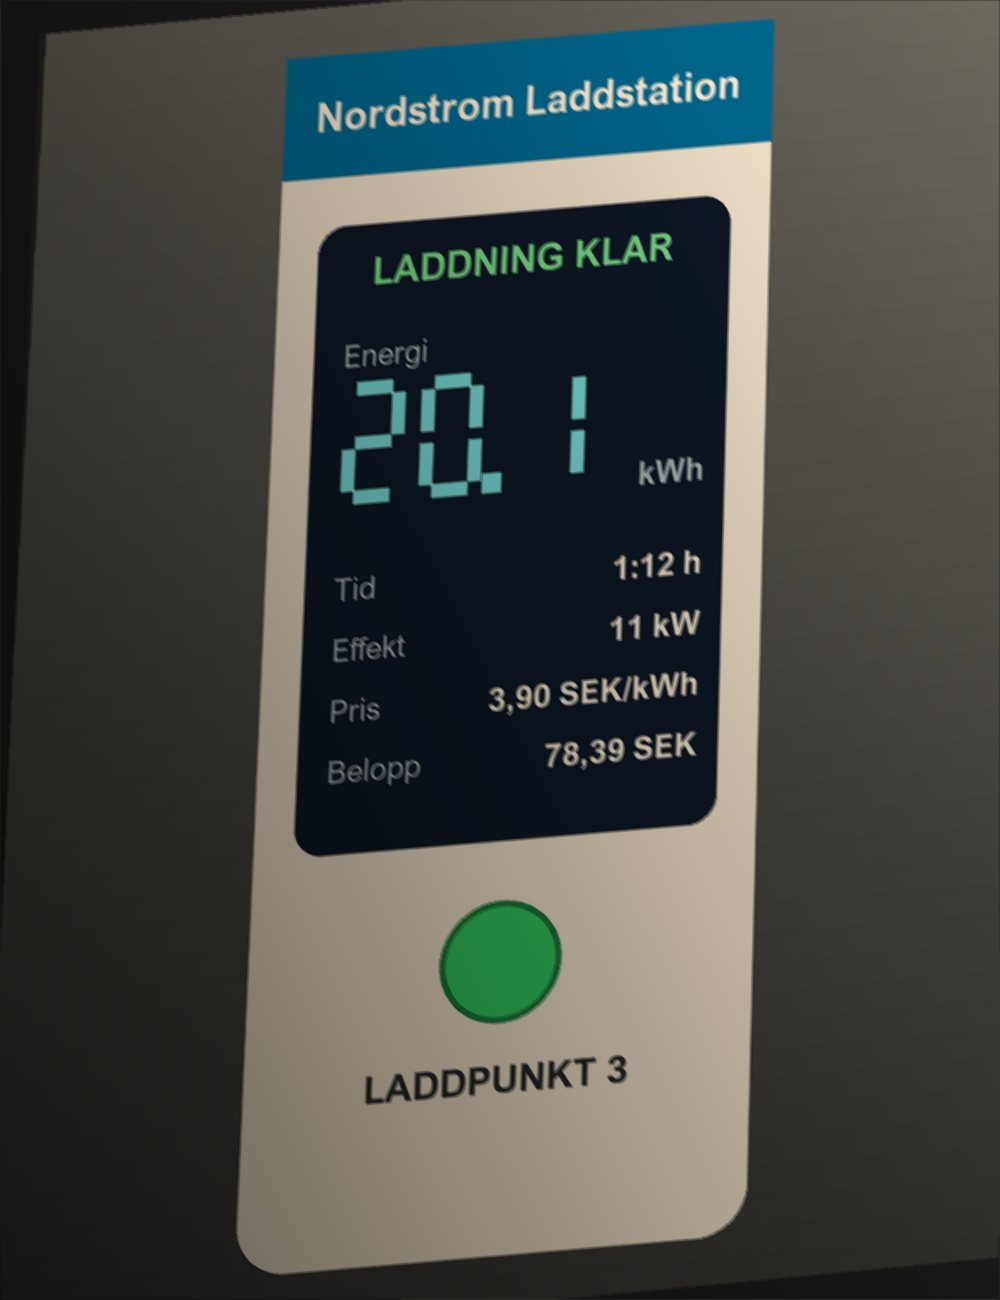 Nordstrom Laddstation
LADDNING KLAR
Energi
20.1 kWh
Tid 1:12 h
Effekt 11 kW
Pris 3,90 SEK/kWh
Belopp 78,39 SEK
LADDPUNKT 3